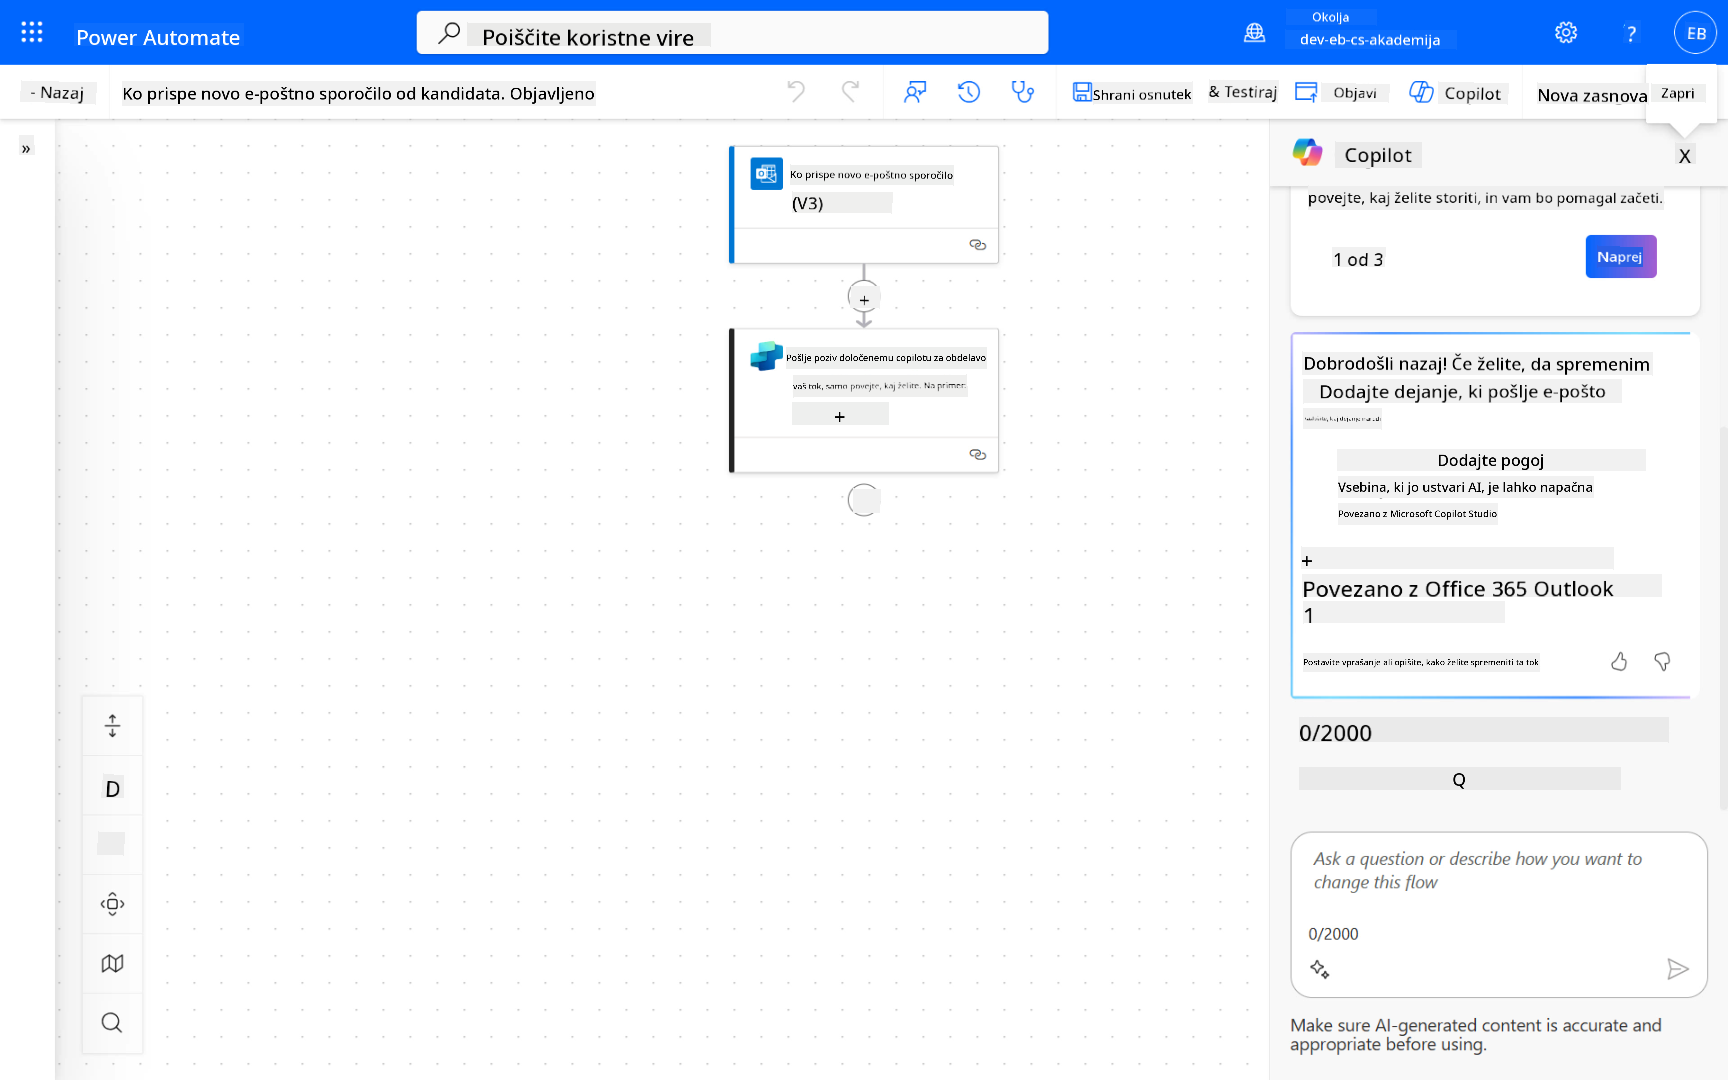 Power Automate
Poiščite koristne vire
Okolja
dev-eb-cs-akademija
?
EB
- Nazaj
Ko prispe novo e-poštno sporočilo od kandidata. Objavljeno
Shrani osnutek
& Testiraj
Objavi
Copilot
Nova zasnova
Zapri
»
Ko prispe novo e-poštno sporočilo
(V3)
+
Pošlje poziv določenemu copilotu za obdelavo
vaš tok, samo povejte, kaj želite. Na primer:
+
D
Copilot
X
povejte, kaj želite storiti, in vam bo pomagal začeti.
1 od 3
Naprej
Dobrodošli nazaj! Če želite, da spremenim
Dodajte dejanje, ki pošlje e-pošto
Dodajte pogoj
Vsebina, ki jo ustvari AI, je lahko napačna
Povezano z Microsoft Copilot Studio
+
Povezano z Office 365 Outlook
1
Postavite vprašanje ali opišite, kako želite spremeniti ta tok
0/2000
Q
Ask a question or describe how you want to
change this flow
0/2000
Make sure AI-generated content is accurate and
appropriate before using.